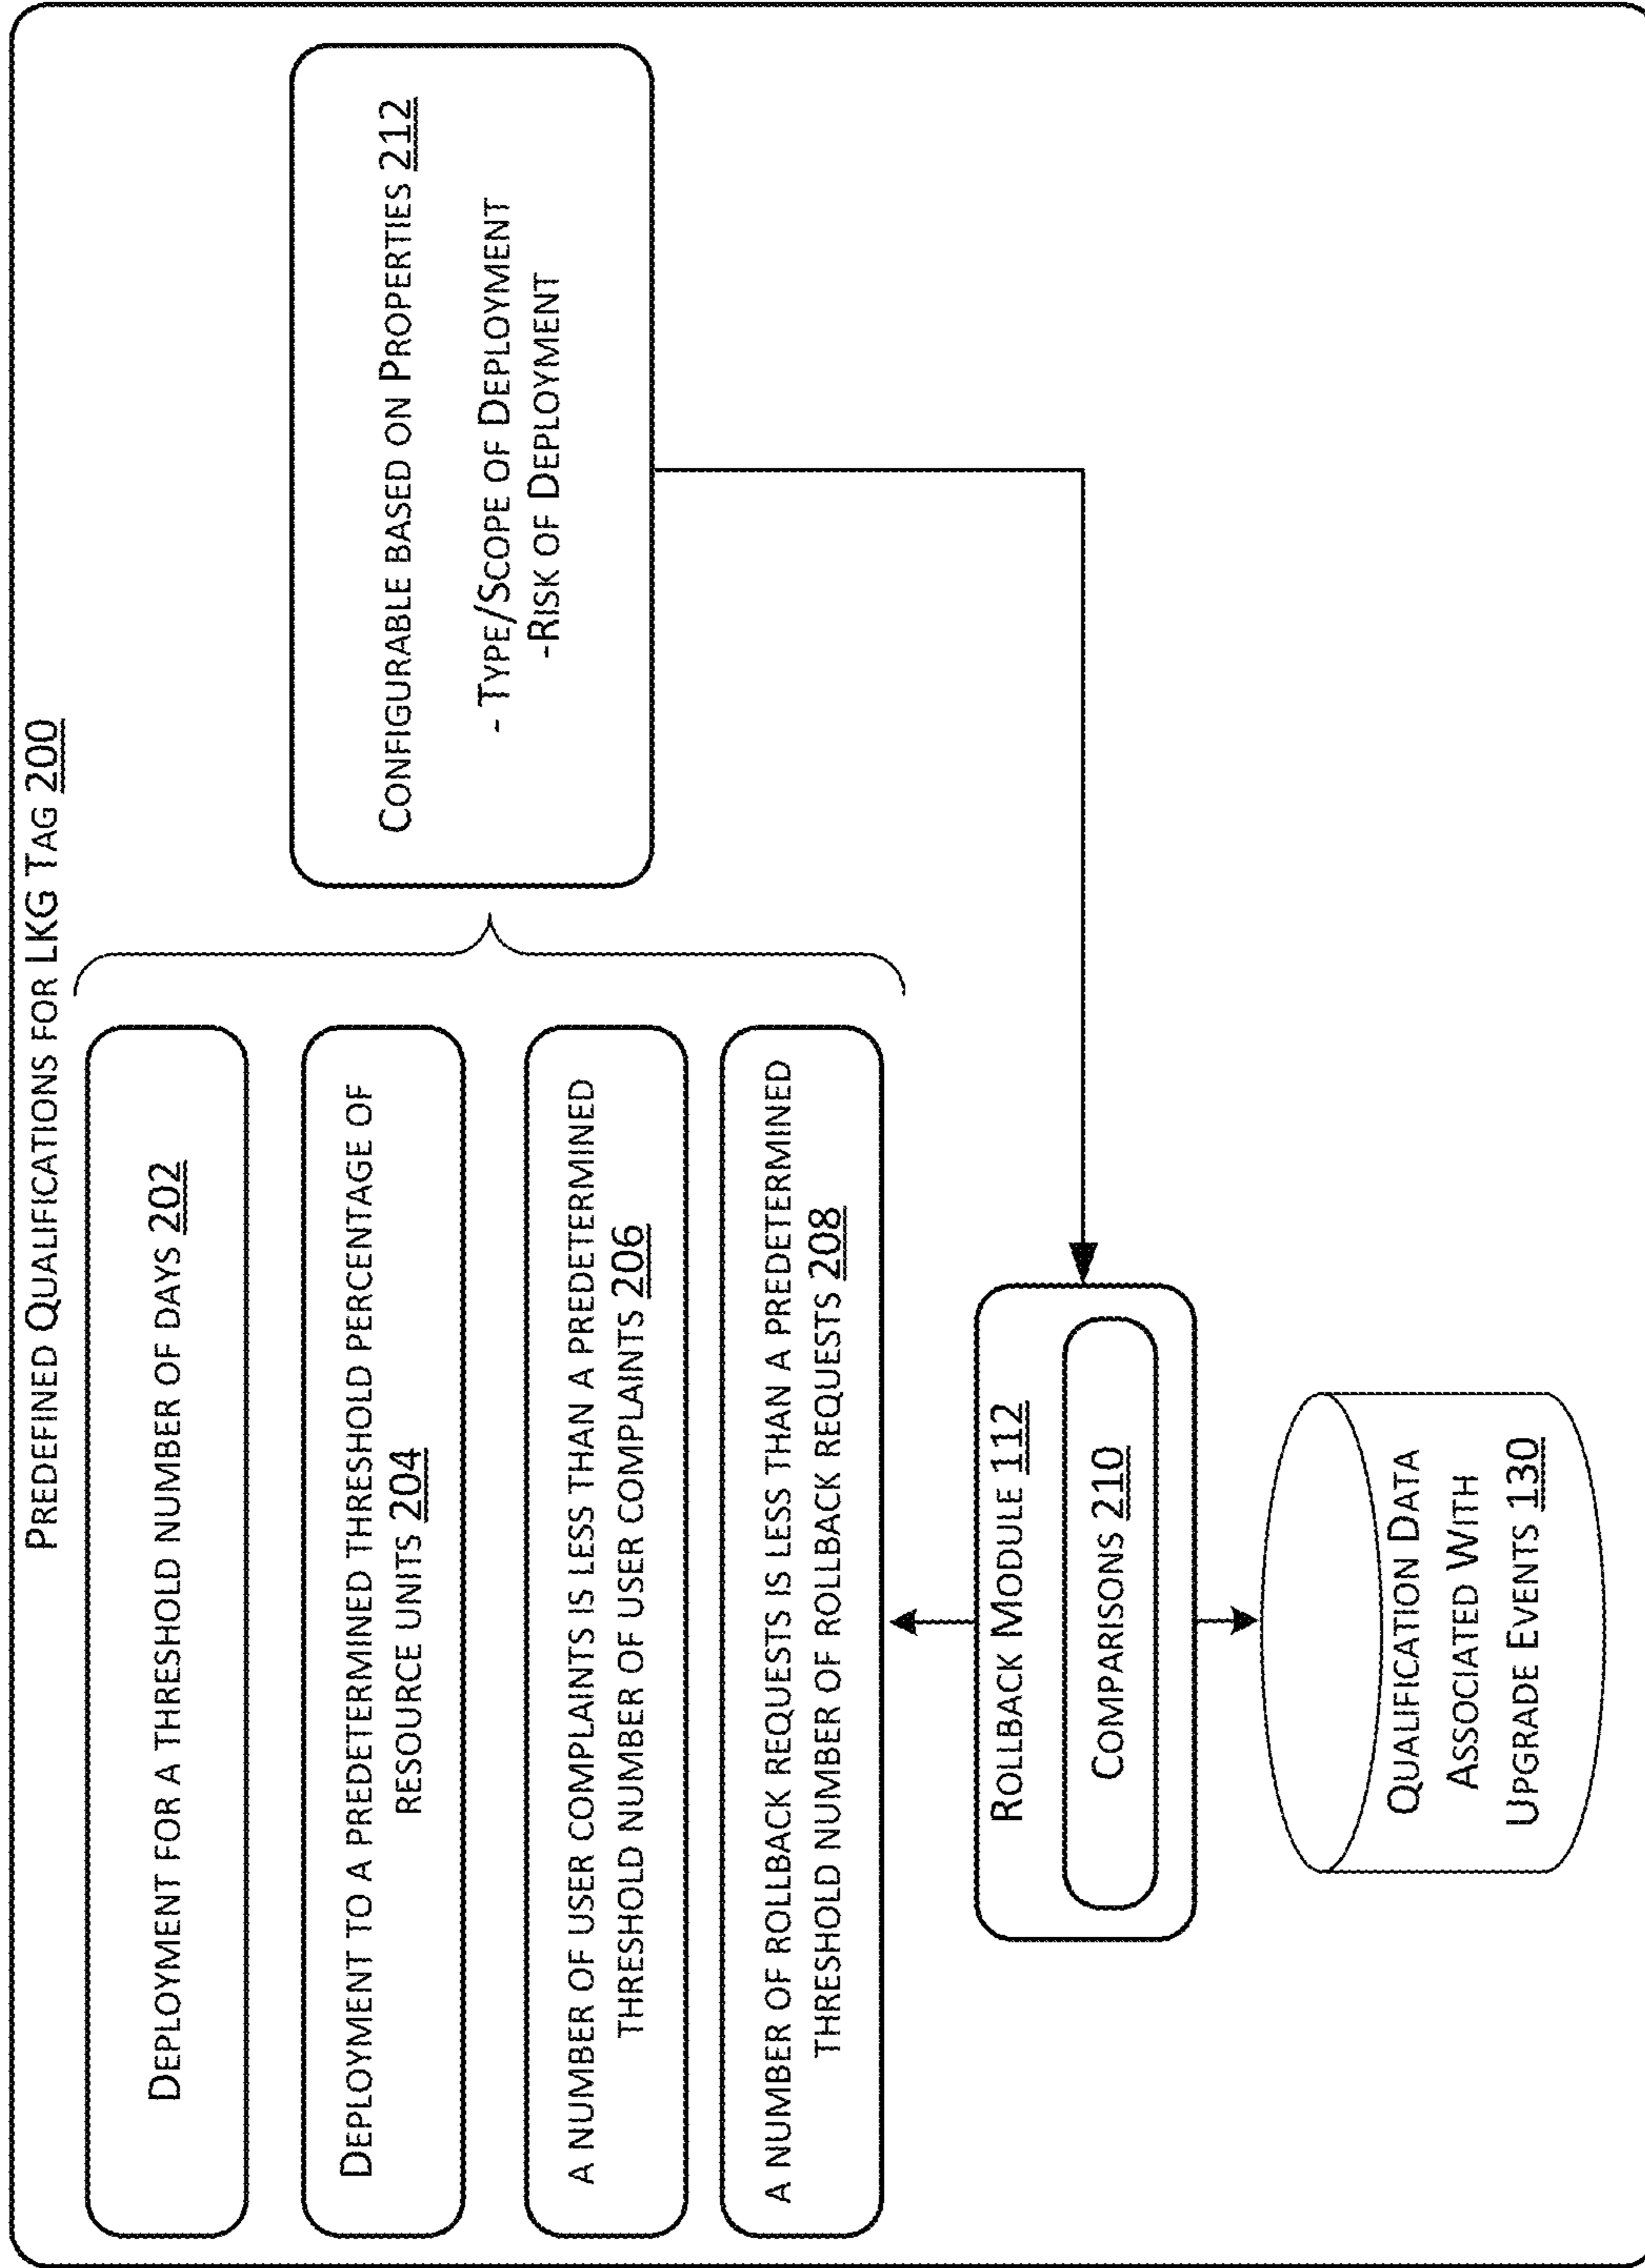 PREDEFINED QUALIFICATIONS FOR LKG TAG 200
DEPLOYMENT FOR A THRESHOLD NUMBER OF DAYS 202
DEPLOYMENT TO A PREDETERMINED THRESHOLD PERCENTAGE OF
RESOURCE UNITS 204
A NUMBER OF USER COMPLAINTS IS LESS THAN A PREDETERMINED
THRESHOLD NUMBER OF USER COMPLAINTS 206
A NUMBER OF ROLLBACK REQUESTS IS LESS THAN A PREDETERMINED
THRESHOLD NUMBER OF ROLLBACK REQUESTS 208
CONFIGURABLE BASED ON PROPERTIES 212
- TYPE/SCOPE OF DEPLOYMENT
-RISK OF DEPLOYMENT
ROLLBACK MODULE 112
COMPARISONS 210
QUALIFICATION DATA
ASSOCIATED WITH
UPGRADE EVENTS 130